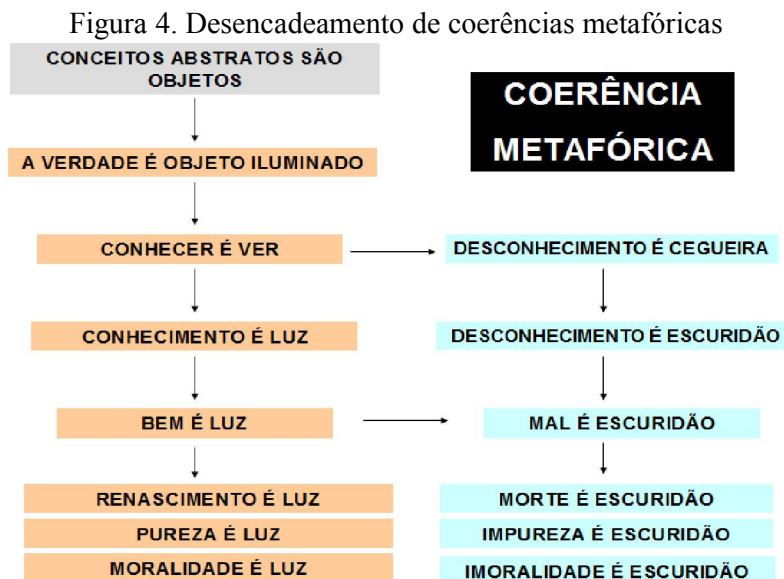 Figura 4. Desencadeamento de coerências metafóricas
CONCEITOS ABSTRATOS SÃO
OBJETOS
COERÊNCIA
METAFÓRICA
A VERDADE É OBJETO ILUMINADO
CONHECER É VER
DESCONHECIMENTO É CEGUEIRA
CONHECIMENTO É LUZ
DESCONHECIMENTO É ESCURIDÃO
BEM É LUZ
MAL É ESCURIDÃO
RENASCIMENTO É LUZ
MORTE É ESCURIDÃO
PUREZA É LUZ
IMPUREZA É ESCURIDÃO
MORALIDADE É LUZ
IMORALIDADE É ESCURIDÃO